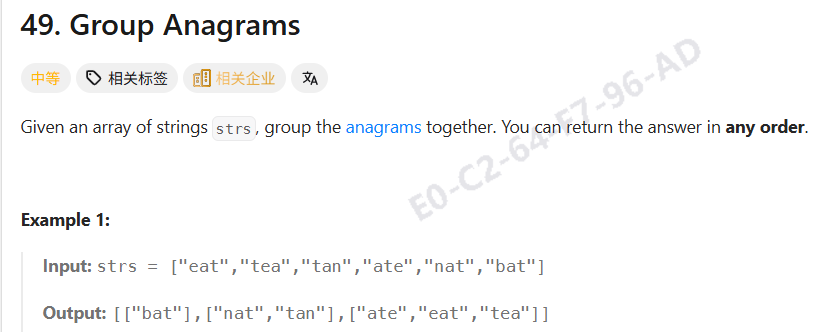 49. Group Anagrams
中等 相关标签 相关企业
Given an array of strings strs, group the anagrams together. You can return the answer in any order.
E0-C2-64-F7-96-AD
Example 1:
Input: strs = ["eat","tea","tan","ate","nat","bat"]
Output: [["bat"],["nat","tan"],["ate","eat","tea"]]